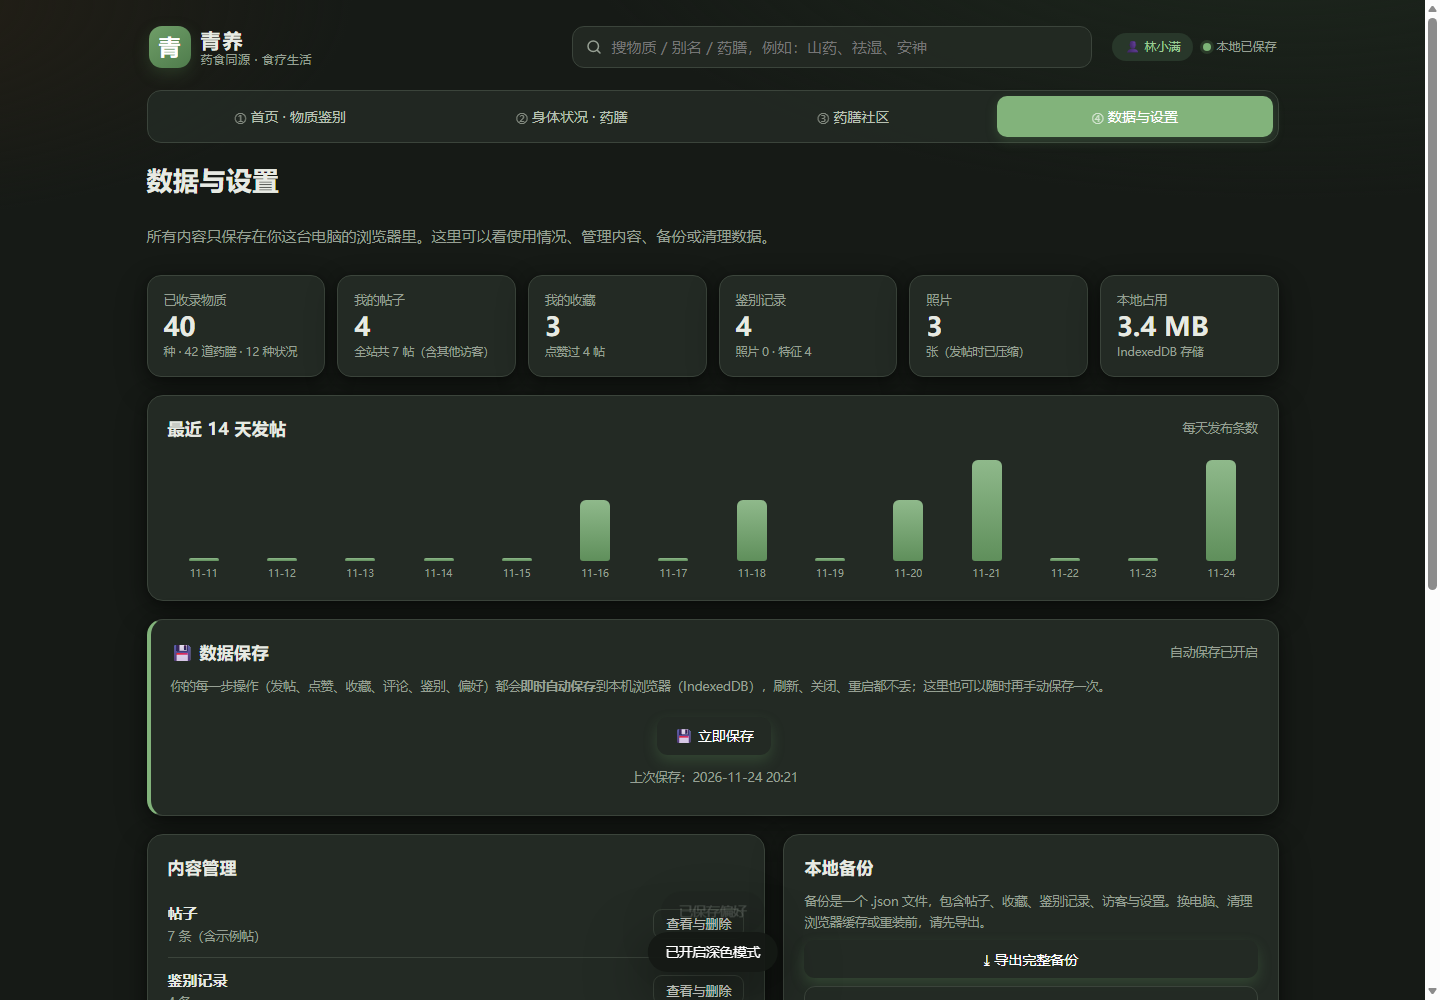 青
青养
药食同源 · 食疗生活
搜物质 / 别名 / 药膳，例如：山药、祛湿、安神
林小满
本地已保存
① 首页 · 物质鉴别
② 身体状况 · 药膳
③ 药膳社区
④ 数据与设置
数据与设置
所有内容只保存在你这台电脑的浏览器里。这里可以看使用情况、管理内容、备份或清理数据。
已收录物质
40
种 · 42 道药膳 · 12 种状况
我的帖子
4
全站共 7 帖（含其他访客）
我的收藏
3
点赞过 4 帖
鉴别记录
4
照片 0 · 特征 4
照片
3
张（发帖时已压缩）
本地占用
3.4 MB
IndexedDB 存储
最近 14 天发帖
每天发布条数
11-11
11-12
11-13
11-14
11-15
11-16
11-17
11-18
11-19
11-20
11-21
11-22
11-23
11-24
数据保存
自动保存已开启
你的每一步操作（发帖、点赞、收藏、评论、鉴别、偏好）都会即时自动保存到本机浏览器（IndexedDB），刷新、关闭、重启都不丢；这里也可以随时再手动保存一次。
立即保存
上次保存：2026-11-24 20:21
内容管理
帖子
7 条（含示例帖）
已保存偏好
查看与删除
已开启深色模式
鉴别记录
查看与删除
本地备份
备份是一个 .json 文件，包含帖子、收藏、鉴别记录、访客与设置。换电脑、清理
浏览器缓存或重装前，请先导出。
⤓ 导出完整备份